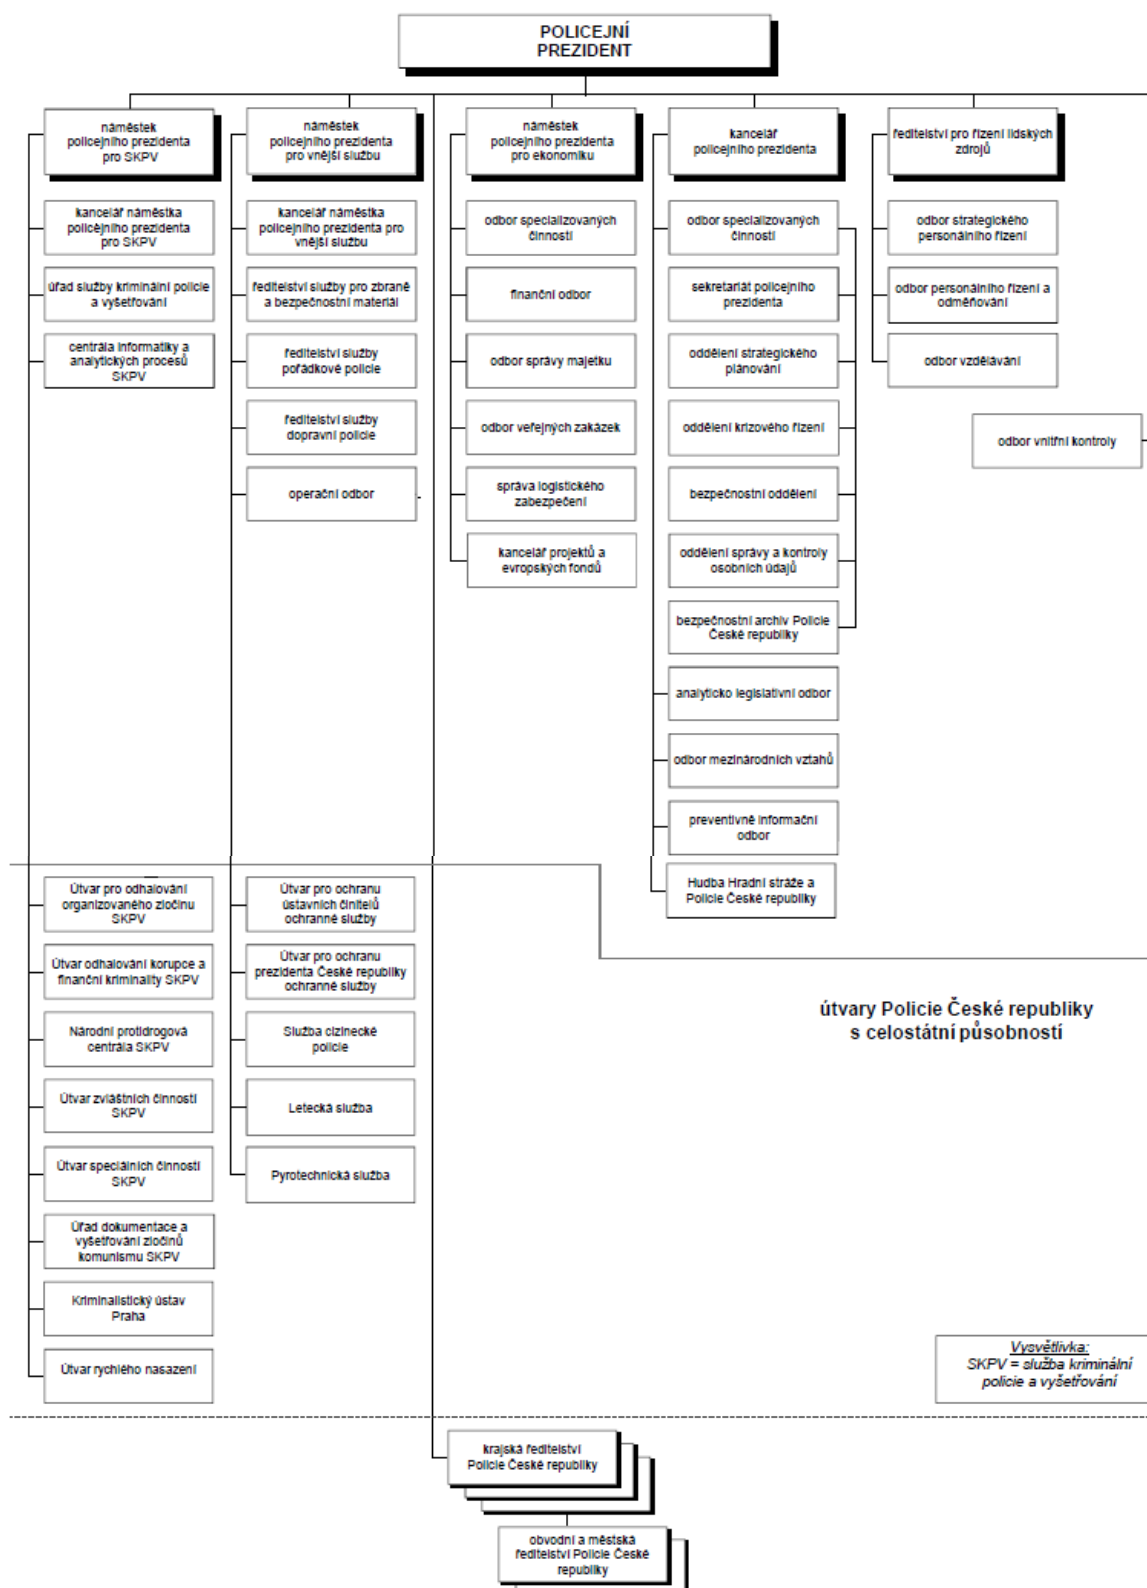 POLICEJNÍ
PREZIDENT
náměstek
policejního prezidenta
pro SKPV
kancelář náměstka
policejního prezidenta
pro SKPV
úřad služby kriminální policie
a vyšetřování
centrála informatiky a
analytických procesů
SKPV
náměstek
policejního prezidenta
pro vnější službu
kancelář náměstka
policejního prezidenta pro
vnější službu
ředitelství služby pro zbraně
a bezpečnostní materiál
ředitelství služby
pořádkové policie
ředitelství služby
dopravní policie
operační odbor
náměstek
policejního prezidenta
pro ekonomiku
odbor specializovaných
činností
finanční odbor
odbor správy majetku
odbor veřejných zakázek
správa logistického
zabezpečení
kancelář projektů a
evropských fondů
kancelář
policejního prezidenta
odbor specializovaných
činností
sekretariát policejního
prezidenta
oddělení strategického
plánování
oddělení krizového řízení
bezpečnostní oddělení
oddělení správy a kontroly
osobních údajů
bezpečnostní archiv Policie
České republiky
analyticko legislativní odbor
odbor mezinárodních vztahů
preventivně informační
odbor
Hudba Hradní stráže a
Policie České republiky
ředitelství pro řízení lidských
zdrojů
odbor strategického
personálního řízení
odbor personálního řízení a
odměňování
odbor vzdělávání
odbor vnitřní kontroly
Útvar pro odhalování
organizovaného zločinu
SKPV
Útvar odhalování korupce a
finanční kriminality SKPV
Národní protidrogová
centrála SKPV
Útvar zvláštních činností
SKPV
Útvar speciálních činností
SKPV
Úřad dokumentace a
vyšetřování zločinů
komunismu SKPV
Kriminalistický ústav
Praha
Útvar rychlého nasazení
Útvar pro ochranu
ústavních činitelů
ochranné služby
Útvar pro ochranu
prezidenta České republiky
ochranné služby
Služba cizinecké
policie
Letecká služba
Pyrotechnická služba
útvary Policie České republiky
s celostátní působností
Vysvětlivka:
SKPV = služba kriminální
policie a vyšetřování
krajská ředitelství
Policie České republiky
obvodní a městská
ředitelství Policie České
republiky